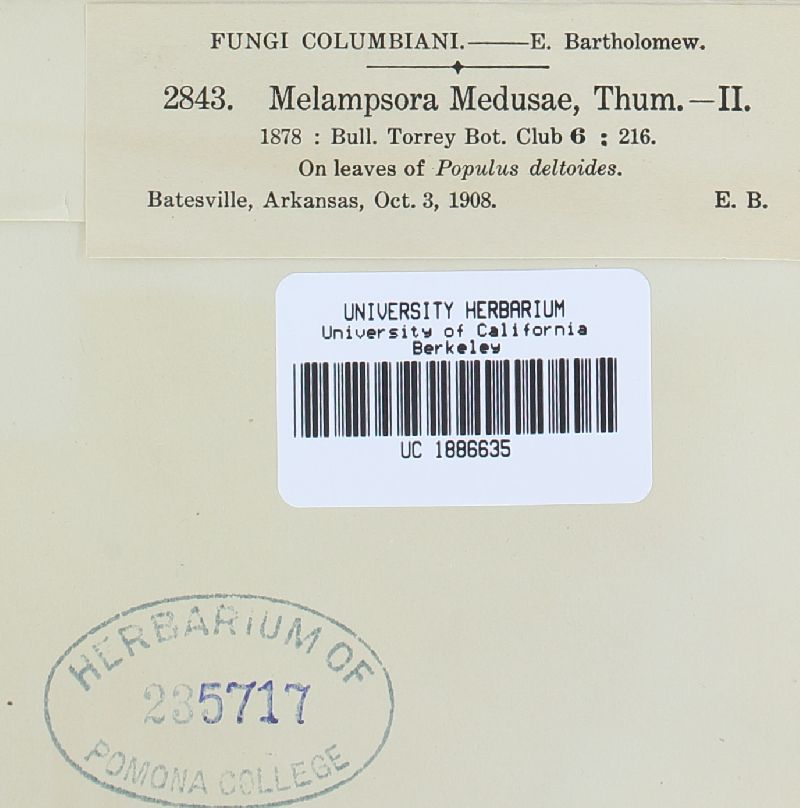 FUNGI COLUMBIANI.——E. Bartholomew.
2843. Melampsora Medusae, Thum.—II.
1878 : Bull. Torrey Bot. Club 6 : 216.
On leaves of Populus deltoides.
Batesville, Arkansas, Oct. 3, 1908. E. B.
UNIVERSITY HERBARIUM
University of California
Berkeley
UC 1886635
HERBARIUM OF
235717
POMONA COLLEGE